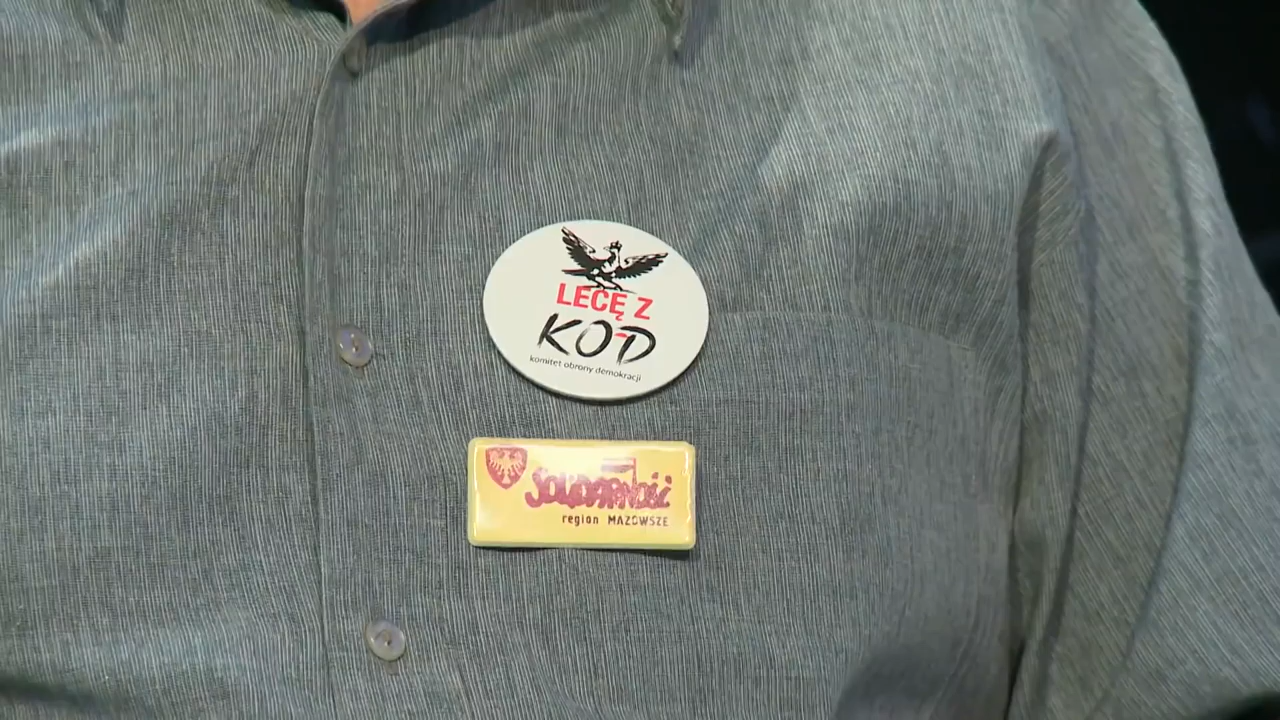 LECĘ Z
KOD
komitet obrony demokracji
SOLIDARNOŚĆ
region MAZOWSZE